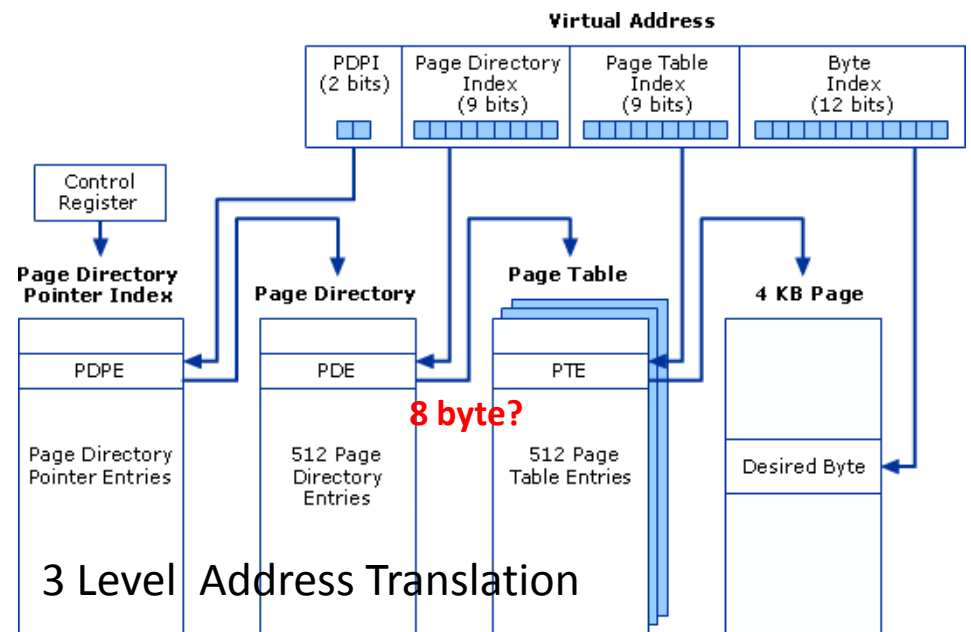 Virtual Address
PDPI
(2 bits)
Page Directory
Index
(9 bits)
Page Table
Index
(9 bits)
Byte
Index
(12 bits)
Control
Register
Page Directory
Pointer Index
Page Directory
Page Table
4 KB Page
PDPE
PDE
PTE
8 byte?
Page Directory
Pointer Entries
512 Page
Directory
Entries
512 Page
Table Entries
Desired Byte
3 Level Address Translation